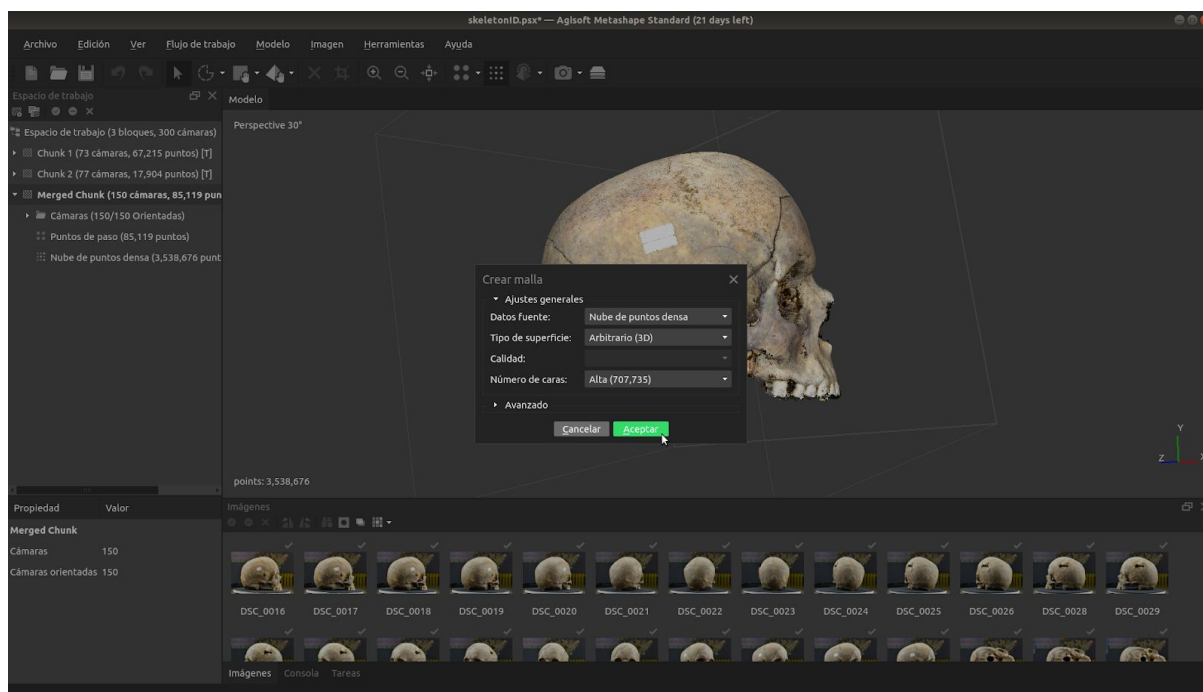 skeletonID.psx* — Agisoft Metashape Standard (21 days left)
Archivo Edición Ver Flujo de trabajo Modelo Imagen Herramientas Ayuda
Espacio de trabajo
Modelo
Espacio de trabajo (3 bloques, 300 cámaras)
Chunk 1 (73 cámaras, 67,215 puntos) [T]
Chunk 2 (77 cámaras, 17,904 puntos) [T]
Merged Chunk (150 cámaras, 85,119 pun
Cámaras (150/150 Orientadas)
Puntos de paso (85,119 puntos)
Nube de puntos densa (3,538,676 punt
Perspective 30°
Crear malla
Ajustes generales
Datos fuente: Nube de puntos densa
Tipo de superficie: Arbitrario (3D)
Calidad:
Número de caras: Alta (707,735)
Avanzado
Cancelar Aceptar
Y
Z X
points: 3,538,676
Propiedad Valor
Merged Chunk
Cámaras 150
Cámaras orientadas 150
Imágenes
DSC_0016 DSC_0017 DSC_0018 DSC_0019 DSC_0020 DSC_0021 DSC_0022 DSC_0023 DSC_0024 DSC_0025 DSC_0026 DSC_0028 DSC_0029
Imágenes Consola Tareas